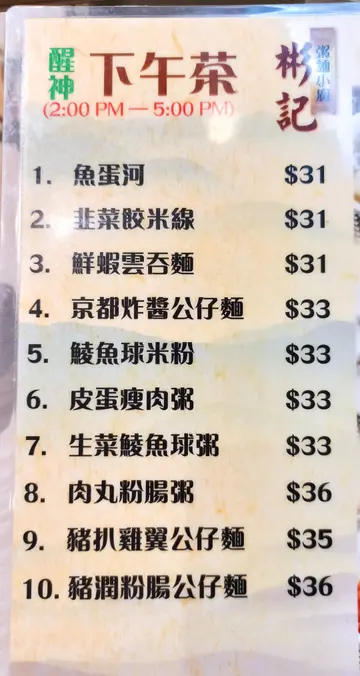 醒神 下午茶
(2:00 PM — 5:00 PM)
彬記
粥舖小廚
1. 魚蛋河 $31
2. 韭菜餃米線 $31
3. 鮮蝦雲吞麵 $31
4. 京都炸醬公仔麵 $33
5. 鯪魚球米粉 $33
6. 皮蛋瘦肉粥 $33
7. 生菜鯪魚球粥 $33
8. 肉丸粉腸粥 $36
9. 豬扒雞翼公仔麵 $35
10. 豬潤粉腸公仔麵 $36